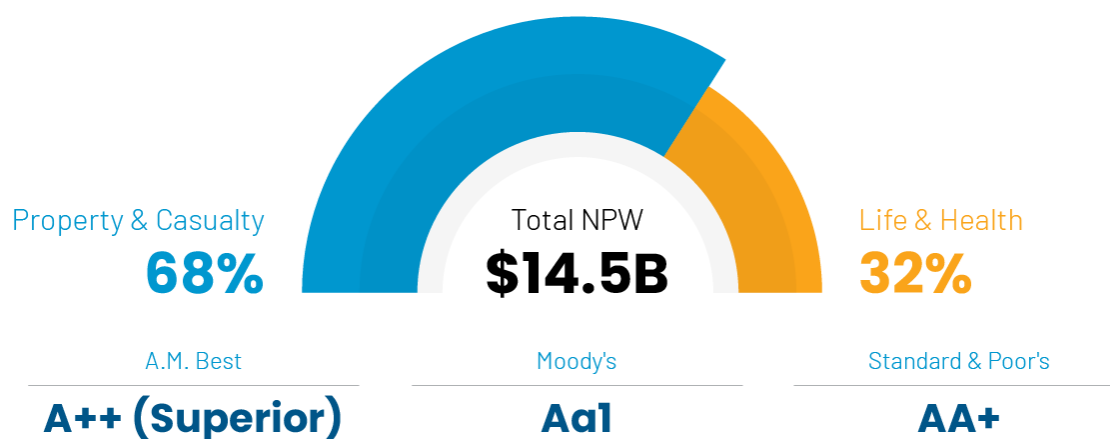 Total NPW
$14.5B
Property & Casualty
68%
Life & Health
32%
A.M. Best
A++ (Superior)
Moody's
Aa1
Standard & Poor's
AA+